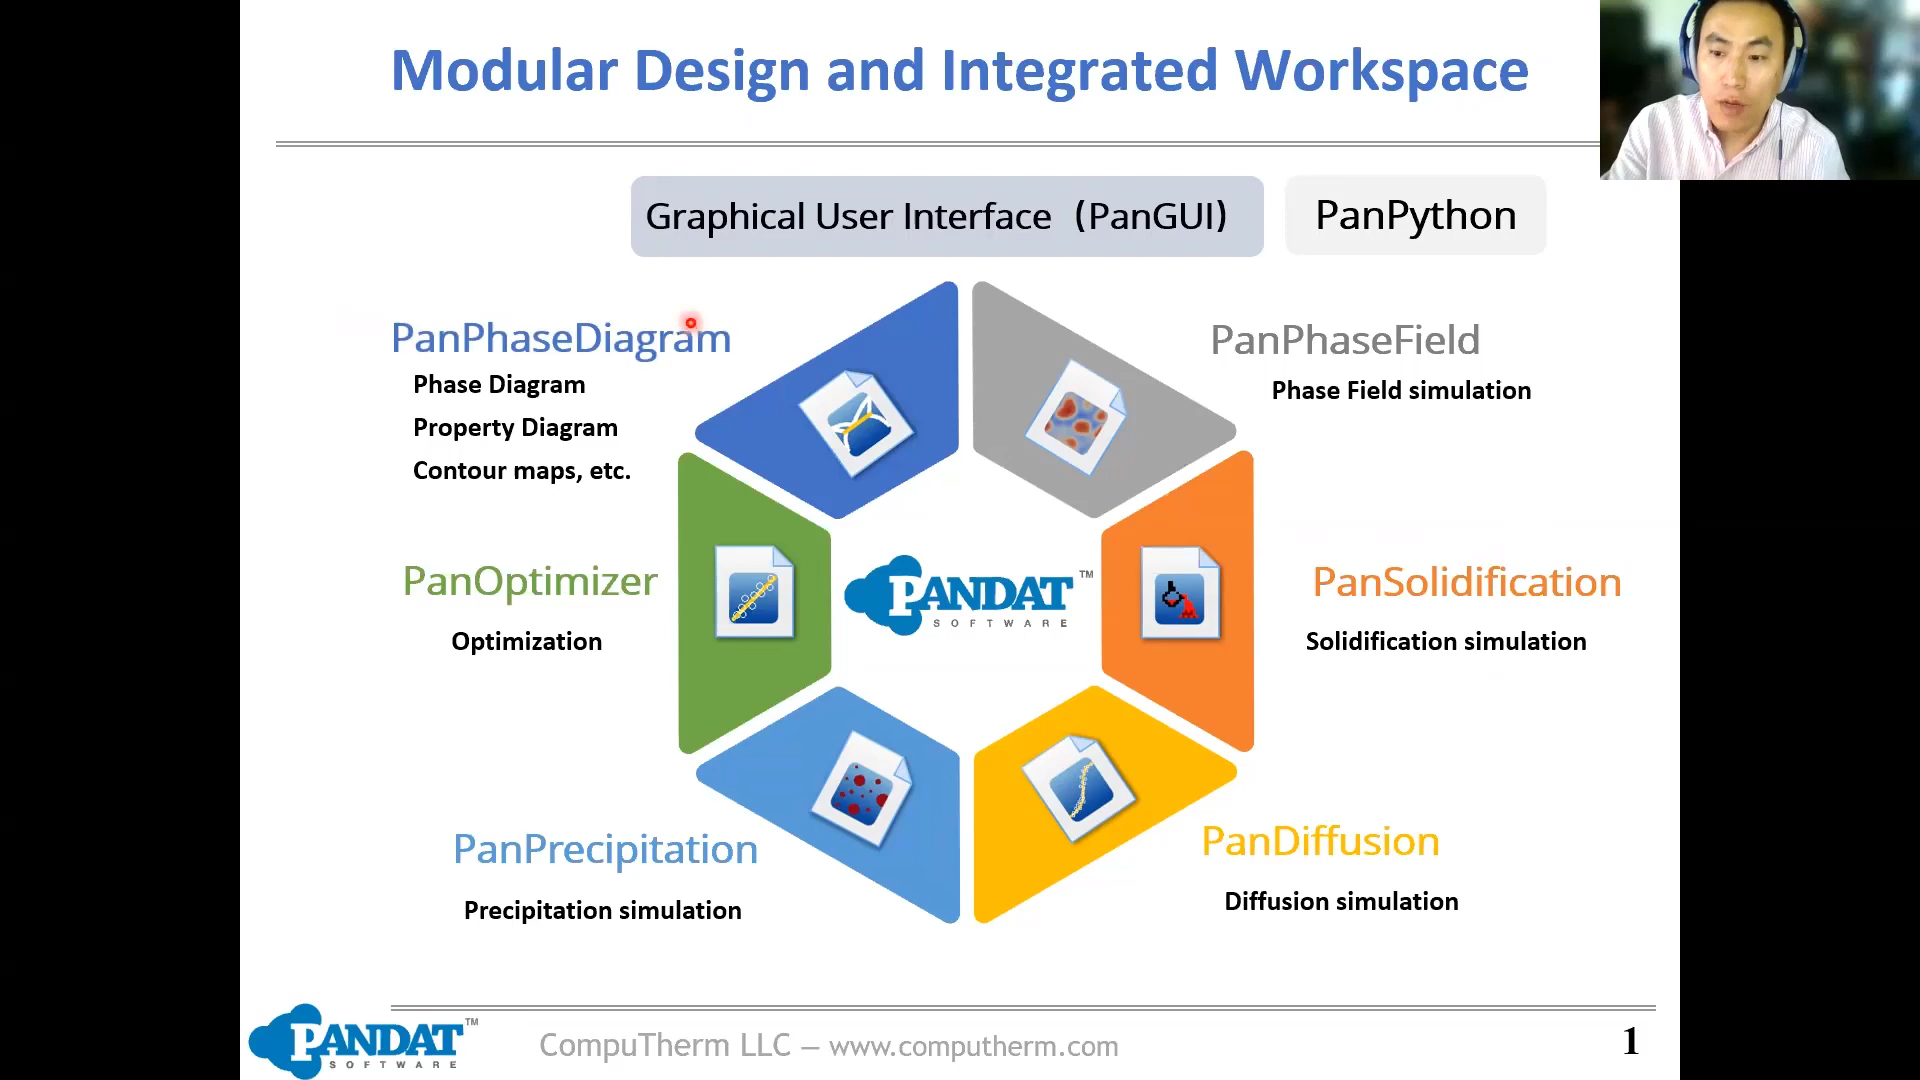 Modular Design and Integrated Workspace
Graphical User Interface (PanGUI)
PanPython
PanPhaseDiagram
Phase Diagram
Property Diagram
Contour maps, etc.
PanPhaseField
Phase Field simulation
PanOptimizer
Optimization
PANDAT™
SOFTWARE
PanSolidification
Solidification simulation
PanPrecipitation
Precipitation simulation
PanDiffusion
Diffusion simulation
PANDAT™
SOFTWARE
CompuTherm LLC – www.computherm.com
1